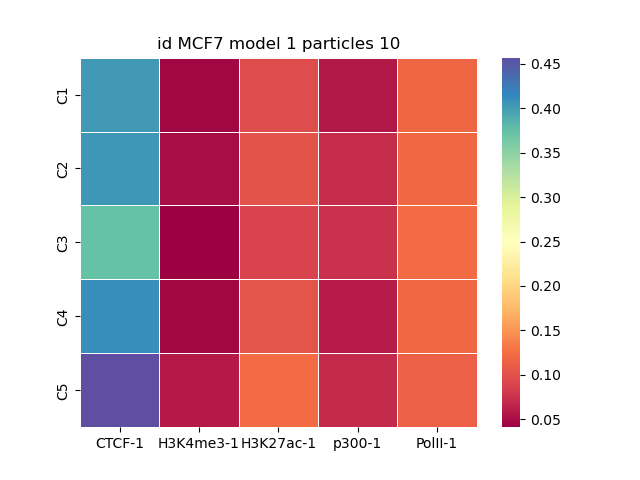 id MCF7 model 1 particles 10
C1
C2
C3
C4
C5
CTCF-1 H3K4me3-1 H3K27ac-1 p300-1 PolII-1
0.45
0.40
0.35
0.30
0.25
0.20
0.15
0.10
0.05